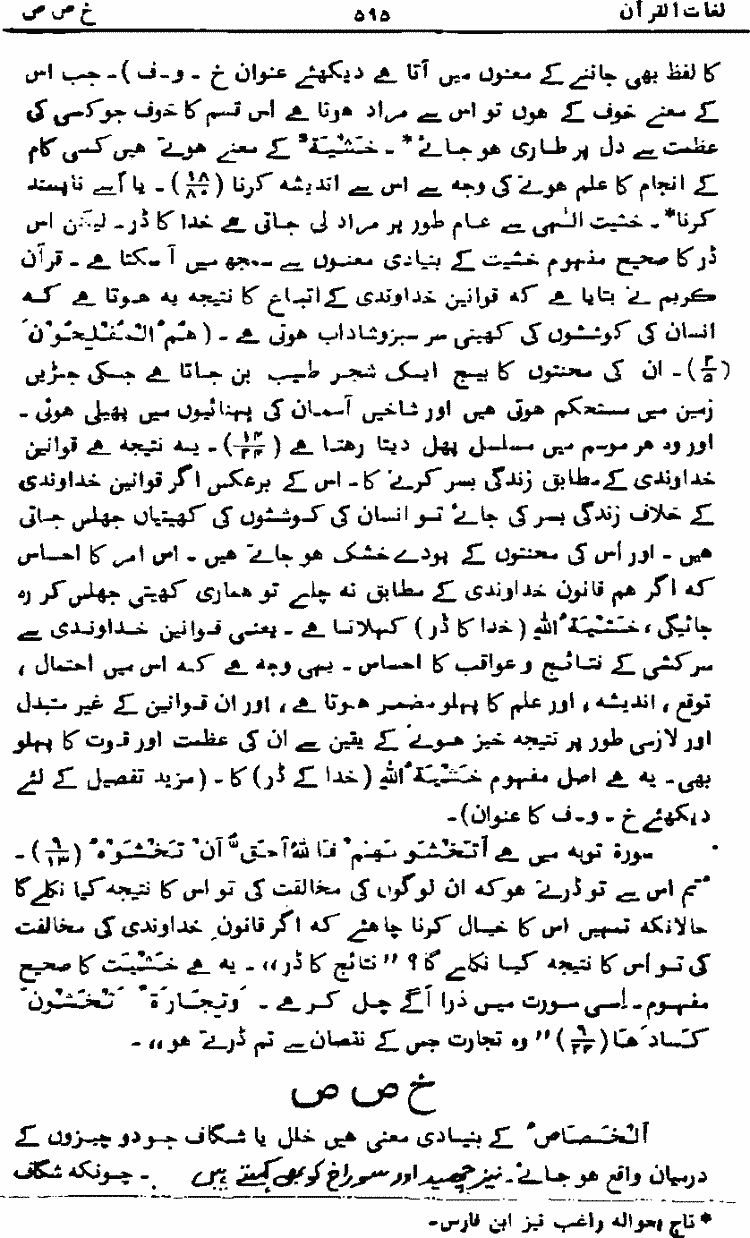 لغات القرآن ۵۹۵ خ ص ص
کا لفظ بھی جاننے کے معنوں میں آتا ہے دیکھئے عنوان خ ۔ و ۔ ف )۔ جب اس
کے معنے خوف کے ہوں تو اس سے مراد ہوتا ہے اُس قسم کا خوف جو کسی کی
عظمت سے دل پر طاری ہو جائے* ۔ خَشْیَۃٌ کے معنے ہوتے ہیں کسی کام
کے انجام کا علم ہونے کی وجہ سے اس سے اندیشہ کرنا (۱۸/۸۰)۔ یا اُسے ناپسند
کرنا* ۔ خشیت الٰہی سے عام طور پر مراد لی جاتی ہے خدا کا ڈر۔ لیکن اس
ڈر کا صحیح مفہوم خشیت کے بنیادی معنوں سے سمجھ میں آ سکتا ہے ۔ قرآن
کریم نے بتایا ہے کہ قوانین خداوندی کے اتباع کا نتیجہ یہ ہوتا ہے کہ
انسان کی کوششوں کی کھیتی سر سبز و شاداب ہوتی ہے ۔ (ھُمُ الْمُفْلِحُوْنَ
(۲/۵)۔ ان کی محنتوں کا بیج ایک شجر طیب بن جاتا ہے جسکی جڑیں
زمین میں مستحکم ہوتی ہیں اور شاخیں آسمان کی پہنائیوں میں پھیلی ہوئی ۔
اور وہ ہر موسم میں مسلسل پھل دیتا رہتا ہے (۱۴/۲۴)۔ یہ نتیجہ ہے قوانین
خداوندی کے مطابق زندگی بسر کرنے کا۔ اس کے برعکس اگر قوانین خداوندی
کے خلاف زندگی بسر کی جائے تو انسان کی کوششوں کی کھیتیاں جھلس جاتی
ہیں ۔ اور اُس کی محنتوں کے پودے خشک ہو جاتے ہیں ۔ اس امر کا احساس
کہ اگر ہم قانون خداوندی کے مطابق نہ چلے تو ہماری کھیتی جھلس کر رہ
جائیگی، خَشْیَۃُ اللّٰہِ (خدا کا ڈر) کہلاتا ہے ۔ یعنی قوانین خداوندی سے
سرکشی کے نتائج و عواقب کا احساس ۔ یہی وجہ ہے کہ اس میں احتمال ،
توقع ، اندیشہ ، اور علم کا پہلو مضمر ہوتا ہے ، اور ان قوانین کے غیر متبدل
اور لازمی طور پر نتیجہ خیز ہونے کے یقین سے ان کی عظمت اور قوت کا پہلو
بھی۔ یہ ہے اصل مفہوم خَشْیَۃُ اللّٰہِ (خدا کے ڈر) کا ۔ (مزید تفصیل کے لئے
دیکھئے خ ۔ و ۔ ف کا عنوان)۔
سورۃ توبہ میں ہے اَتَخْشَوْنَھُمْ فَاللّٰہُ اَحَقُّ اَنْ تَخْشَوْہُ (۹/۱۳)۔
تم اس سے تو ڈرتے ہو کہ ان لوگوں کی مخالفت کی تو اس کا نتیجہ کیا نکلے گا
حالانکہ تمہیں اس کا خیال کرنا چاہئے کہ اگر قانونِ خداوندی کی مخالفت
کی تو اُس کا نتیجہ کیا نکلے گا ؟ ’’نتائج کا ڈر،،۔ یہ ہے خَشْیَت کا صحیح
مفہوم ۔ اِسی سورت میں ذرا آگے چل کر ہے ۔ وَتِجَارَۃٌ تَخْشَوْنَ
کَسَادَھَا (۹/۲۴) ’’وہ تجارت جس کے نقصان سے تم ڈرتے ہو،، ۔
خ ص ص
اَلْخَصَاصُ کے بنیادی معنی ہیں خلل یا شگاف جو دو چیزوں کے
درمیان واقع ہو جائے۔ نیز چھید اور سوراخ کو بھی کہتے ہیں ۔ چونکہ شگاف
* تاج بحوالہ راغب نیز ابن فارس۔